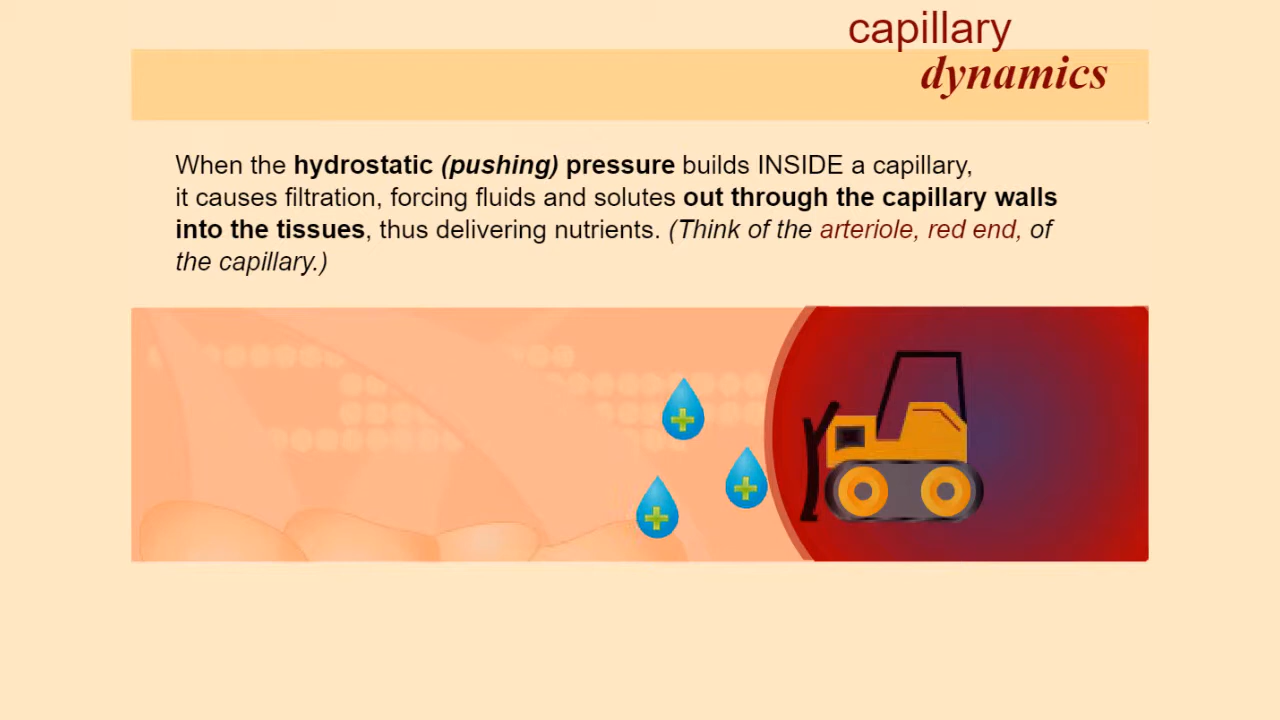 capillary
dynamics
When the hydrostatic (pushing) pressure builds INSIDE a capillary,
it causes filtration, forcing fluids and solutes out through the capillary walls
into the tissues, thus delivering nutrients. (Think of the arteriole, red end, of
the capillary.)